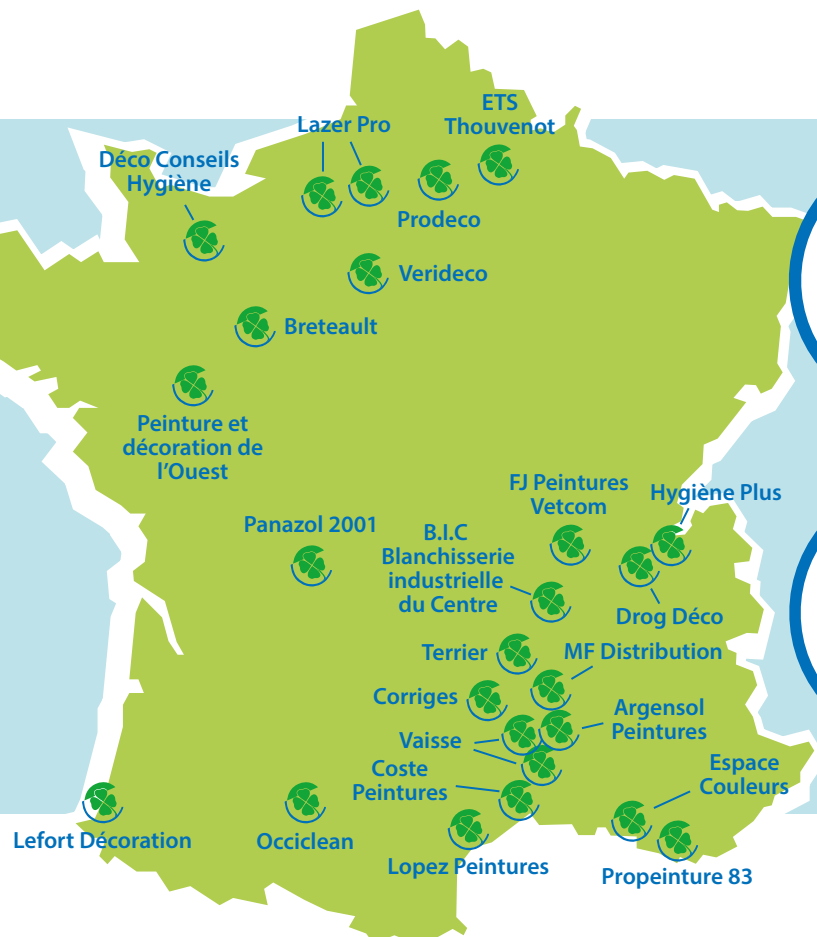 ETS
Thouvenot
Lazer Pro
Déco Conseils
Hygiène
Prodeco
Verideco
Breteault
Peinture et
décoration de
l'Ouest
FJ Peintures
Vetcom
Hygiène Plus
Panazol 2001
B.I.C
Blanchisserie
industrielle
du Centre
Drog Déco
Terrier
MF Distribution
Corriges
Argensol
Peintures
Vaisse
Coste
Peintures
Espace
Couleurs
Lefort Décoration
Occiclean
Lopez Peintures
Propeinture 83